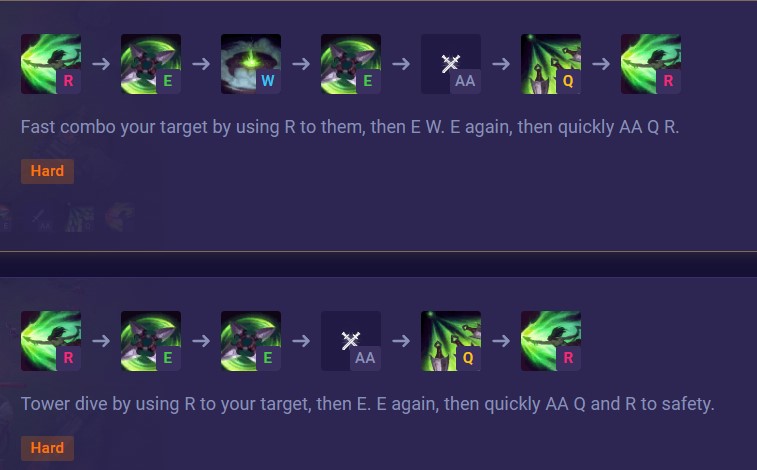 R E W E AA Q R
Fast combo your target by using R to them, then E W. E again, then quickly AA Q R.
Hard
R E E AA Q R
Tower dive by using R to your target, then E. E again, then quickly AA Q and R to safety.
Hard